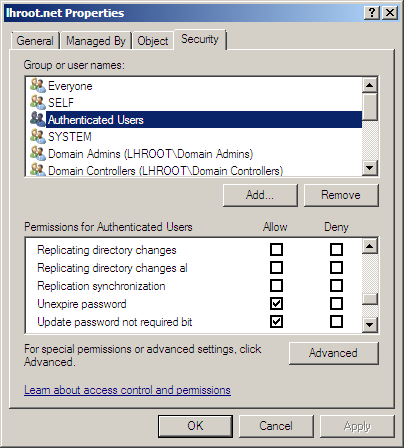 lhroot.net Properties
General
Managed By
Object
Security
Group or user names:
Everyone
SELF
Authenticated Users
SYSTEM
Domain Admins (LHROOT\Domain Admins)
Domain Controllers (LHROOT\Domain Controllers)
Add...
Remove
Permissions for Authenticated Users
Allow
Deny
Replicating directory changes
Replicating directory changes al
Replication synchronization
Unexpire password
Update password not required bit
For special permissions or advanced settings, click
Advanced.
Advanced
Learn about access control and permissions
OK
Cancel
Apply